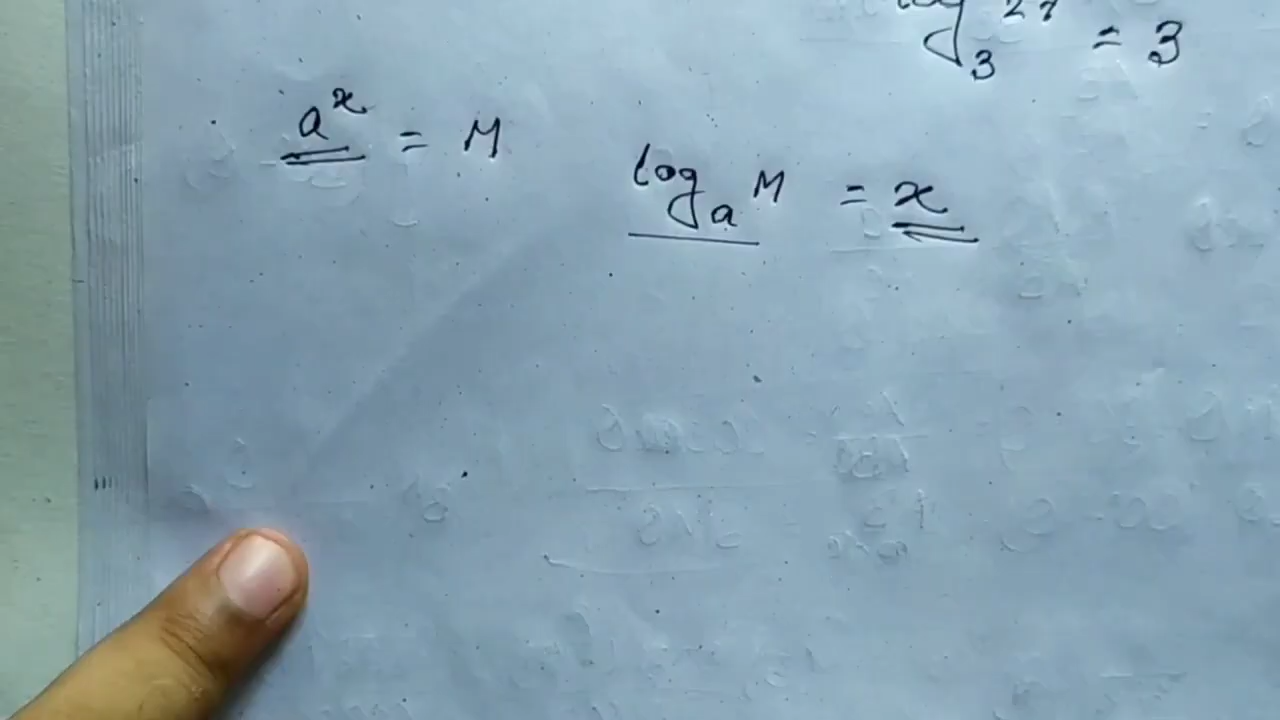 log₃ 27 = 3
aˣ = M
logₐ M = x